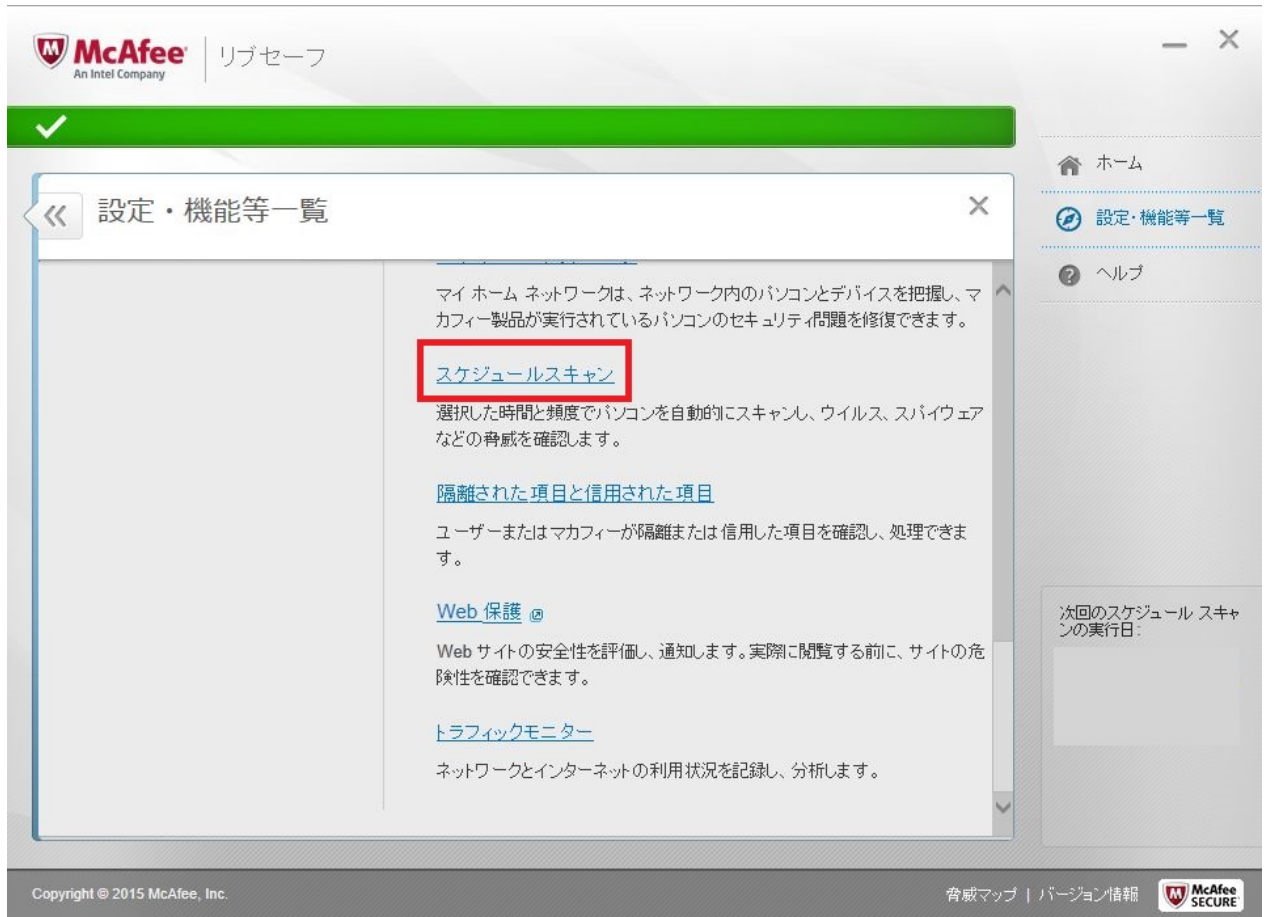 McAfee
An Intel Company
リブセーフ
ホーム
設定・機能等一覧
ヘルプ
設定・機能等一覧
マイ ホーム ネットワークは、ネットワーク内のパソコンとデバイスを把握し、マ
カフィー製品が実行されているパソコンのセキュリティ問題を修復できます。
スケジュールスキャン
選択した時間と頻度でパソコンを自動的にスキャンし、ウイルス、スパイウェア
などの脅威を確認します。
隔離された項目と信用された項目
ユーザーまたはマカフィーが隔離または信用した項目を確認し、処理できま
す。
Web 保護
Web サイトの安全性を評価し、通知します。実際に閲覧する前に、サイトの危
険性を確認できます。
トラフィックモニター
ネットワークとインターネットの利用状況を記録し、分析します。
次回のスケジュール スキャ
ンの実行日:
Copyright © 2015 McAfee, Inc.
脅威マップ | バージョン情報
McAfee
SECURE